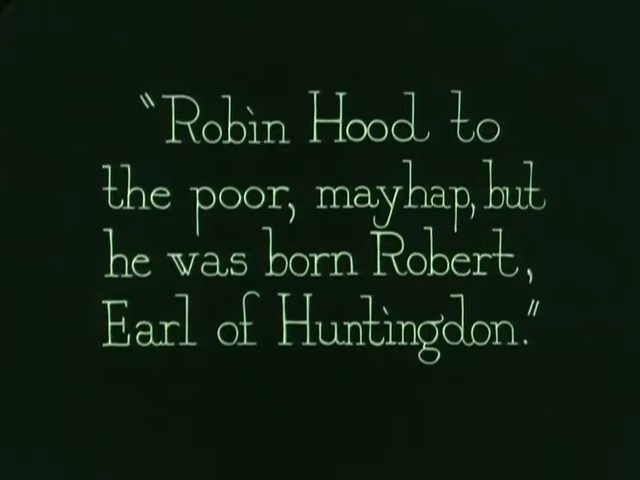 "Robin Hood to
the poor, mayhap, but
he was born Robert,
Earl of Huntingdon."